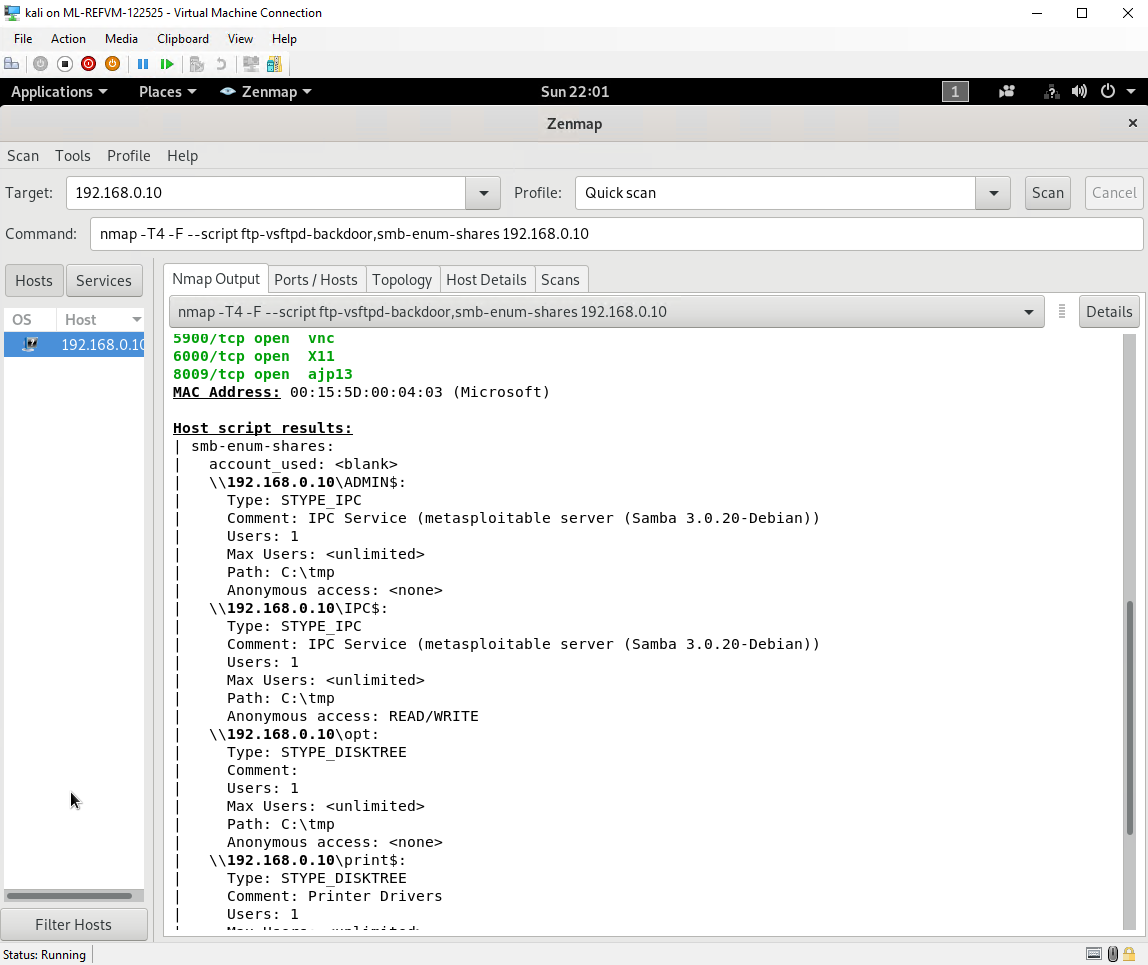 kali on ML-REFVM-122525 - Virtual Machine Connection
File Action Media Clipboard View Help
Applications Places Zenmap Sun 22:01 1
Zenmap
Scan Tools Profile Help
Target: 192.168.0.10 Profile: Quick scan Scan Cancel
Command: nmap -T4 -F --script ftp-vsftpd-backdoor,smb-enum-shares 192.168.0.10
Hosts Services
OS Host
192.168.0.10
Filter Hosts
Nmap Output Ports / Hosts Topology Host Details Scans
nmap -T4 -F --script ftp-vsftpd-backdoor,smb-enum-shares 192.168.0.10 Details
5900/tcp open vnc
6000/tcp open X11
8009/tcp open ajp13
MAC Address: 00:15:5D:00:04:03 (Microsoft)
Host script results:
| smb-enum-shares:
|   account_used: <blank>
|   \\192.168.0.10\ADMIN$:
|     Type: STYPE_IPC
|     Comment: IPC Service (metasploitable server (Samba 3.0.20-Debian))
|     Users: 1
|     Max Users: <unlimited>
|     Path: C:\tmp
|     Anonymous access: <none>
|   \\192.168.0.10\IPC$:
|     Type: STYPE_IPC
|     Comment: IPC Service (metasploitable server (Samba 3.0.20-Debian))
|     Users: 1
|     Max Users: <unlimited>
|     Path: C:\tmp
|     Anonymous access: READ/WRITE
|   \\192.168.0.10\opt:
|     Type: STYPE_DISKTREE
|     Comment:
|     Users: 1
|     Max Users: <unlimited>
|     Path: C:\tmp
|     Anonymous access: <none>
|   \\192.168.0.10\print$:
|     Type: STYPE_DISKTREE
|     Comment: Printer Drivers
|     Users: 1
|     Max Users: <unlimited>
Status: Running